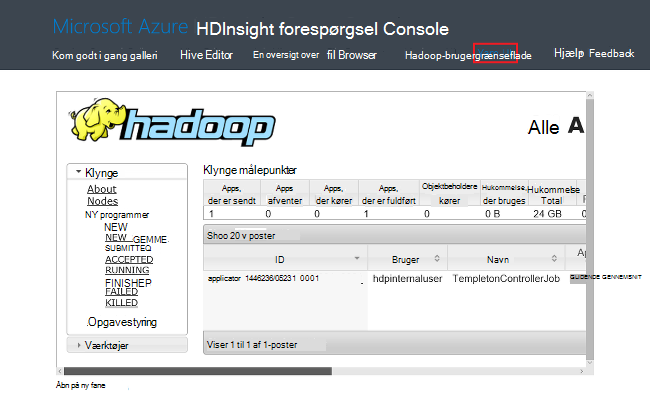 Microsoft Azure HDInsight forespørgsel Console
Kom godt i gang galleri Hive Editor En oversigt over fil Browser Hadoop-brugergrænseflade Hjælp Feedback
hadoop
Alle A
Klynge
About
Nodes
NY programmer
NEW
NEW_GEMME.
SUBMITTEQ
ACCEPTED
RUNNING
FINISHEP
FAILED
KILLED
.Opgavestyring
Værktøjer
Klynge målepunkter
Apps, der er sendt Apps afventer Apps, der kører Apps, der er fuldført Objektbeholdere kører Hukommelse, der bruges Hukommelse Total
1 0 0 1 0 0 B 24 GB 0
Shoo 20 v poster
ID Bruger Navn Ap
applicator 1446236/05231 0001 hdpinternaluser TempletonControllerJob GLIDENDE GENNEMSNIT
Viser 1 til 1 af 1-poster
Åbn på ny fane